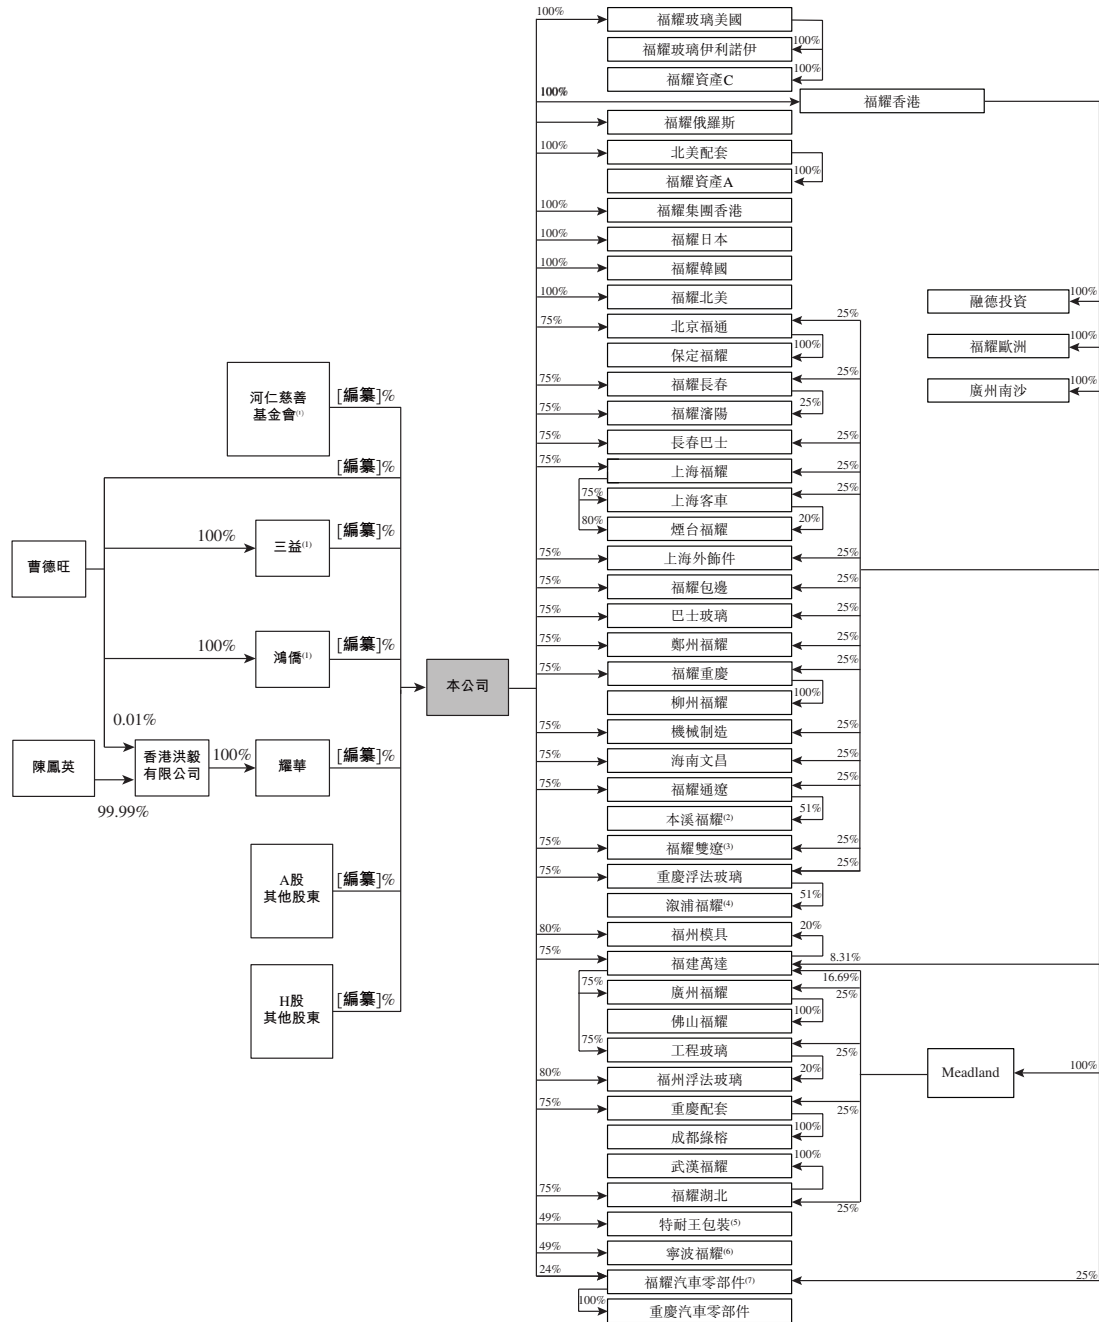 100%
福耀玻璃美國
福耀玻璃伊利諾伊
100%
福耀資產C
100%
100%
福耀香港
福耀俄羅斯
100%
100%
北美配套
福耀資產A
100%
100%
福耀集團香港
100%
福耀日本
100%
福耀韓國
100%
福耀北美
融德投資
100%
75%
北京福通
25%
保定福耀
100%
福耀歐洲
100%
75%
福耀長春
25%
廣州南沙
100%
75%
福耀瀋陽
25%
75%
長春巴士
25%
75%
上海福耀
25%
75%
上海客車
25%
80%
煙台福耀
20%
75%
上海外飾件
25%
75%
福耀包邊
25%
75%
巴士玻璃
25%
75%
鄭州福耀
25%
75%
福耀重慶
25%
柳州福耀
100%
75%
機械制造
25%
75%
海南文昌
25%
75%
福耀通遼
25%
本溪福耀(2)
51%
75%
福耀雙遼(3)
25%
75%
重慶浮法玻璃
25%
溆浦福耀(4)
51%
80%
福州模具
20%
75%
福建萬達
8.31%
16.69%
75%
廣州福耀
25%
佛山福耀
100%
75%
工程玻璃
25%
80%
福州浮法玻璃
20%
Meadland
100%
75%
重慶配套
25%
成都綠榕
100%
武漢福耀
100%
75%
福耀湖北
25%
49%
特耐王包裝(5)
49%
寧波福耀(6)
24%
福耀汽車零部件(7)
25%
100%
重慶汽車零部件
河仁慈善
基金會(1)
[編纂]%
[編纂]%
曹德旺
100%
三益(1)
[編纂]%
100%
鴻僑(1)
[編纂]%
本公司
0.01%
陳鳳英
99.99%
香港洪毅
有限公司
100%
耀華
[編纂]%
A股
其他股東
[編纂]%
H股
其他股東
[編纂]%